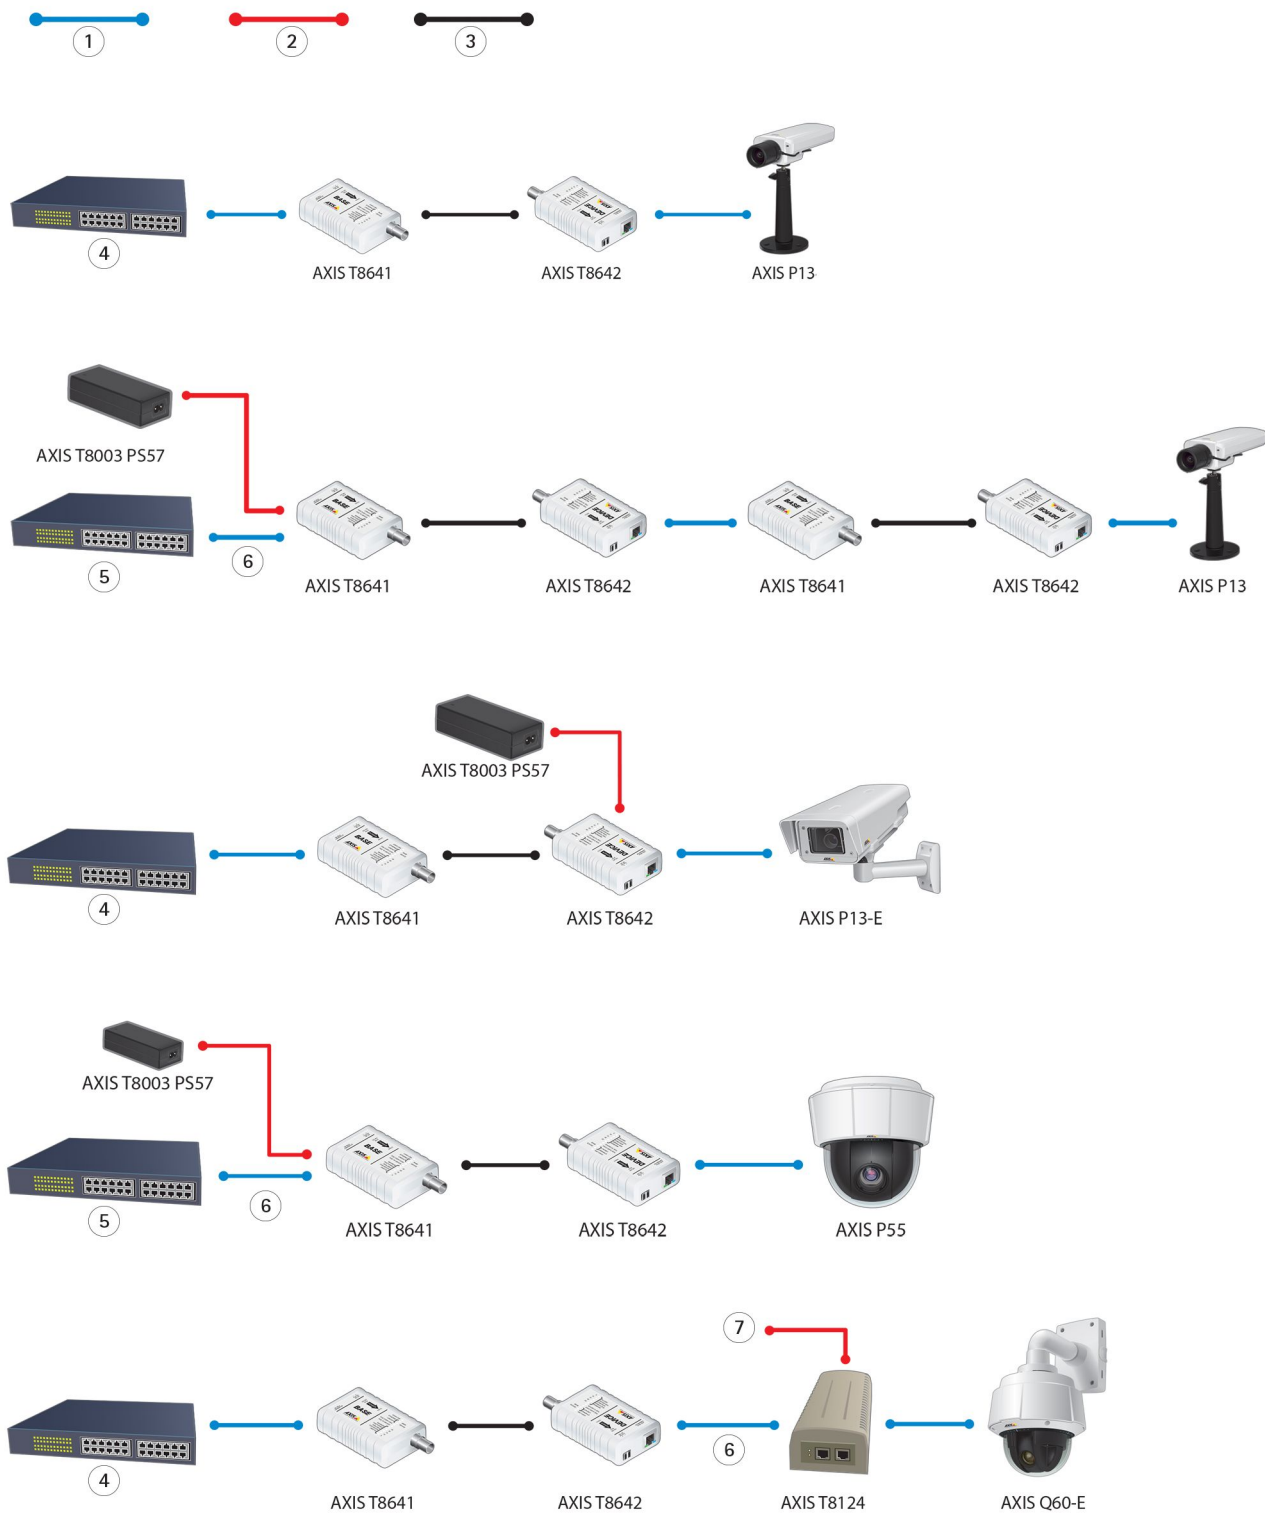 1 2 3
4
AXIS T8641 AXIS T8642 AXIS P13
AXIS T8003 PS57
5 6
AXIS T8641 AXIS T8642 AXIS T8641 AXIS T8642 AXIS P13
AXIS T8003 PS57
4
AXIS T8641 AXIS T8642 AXIS P13-E
AXIS T8003 PS57
5 6
AXIS T8641 AXIS T8642 AXIS P55
7
4 6
AXIS T8641 AXIS T8642 AXIS T8124 AXIS Q60-E